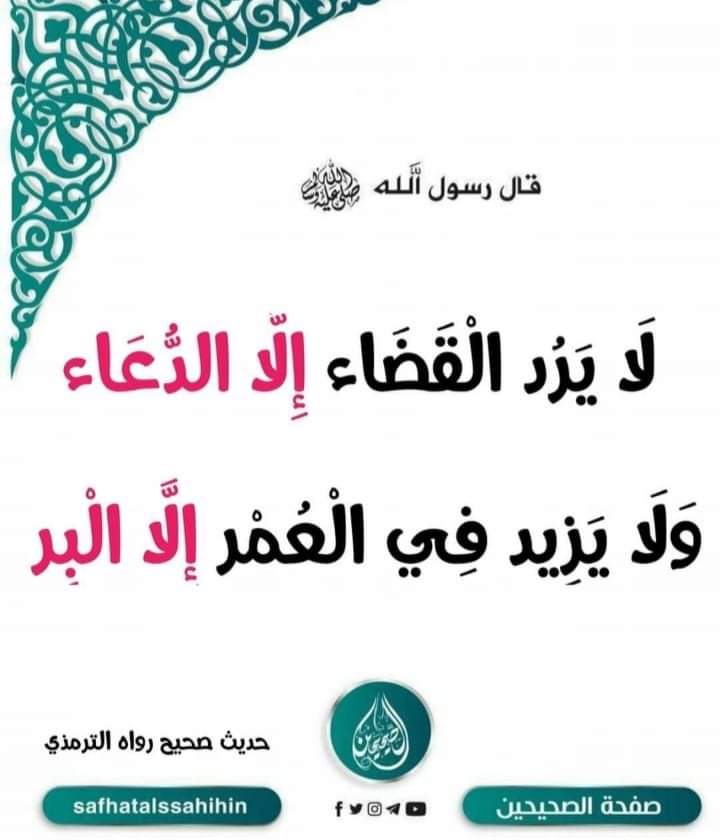 قال رسول الله ﷺ
لَا يَرُد الْقَضَاء إِلَّا الدُّعَاء
وَلَا يَزِيد فِي الْعُمْر إِلَّا الْبِر
حديث صحيح رواه الترمذي
الصحيحين
صفحة الصحيحين
safhatalssahihin